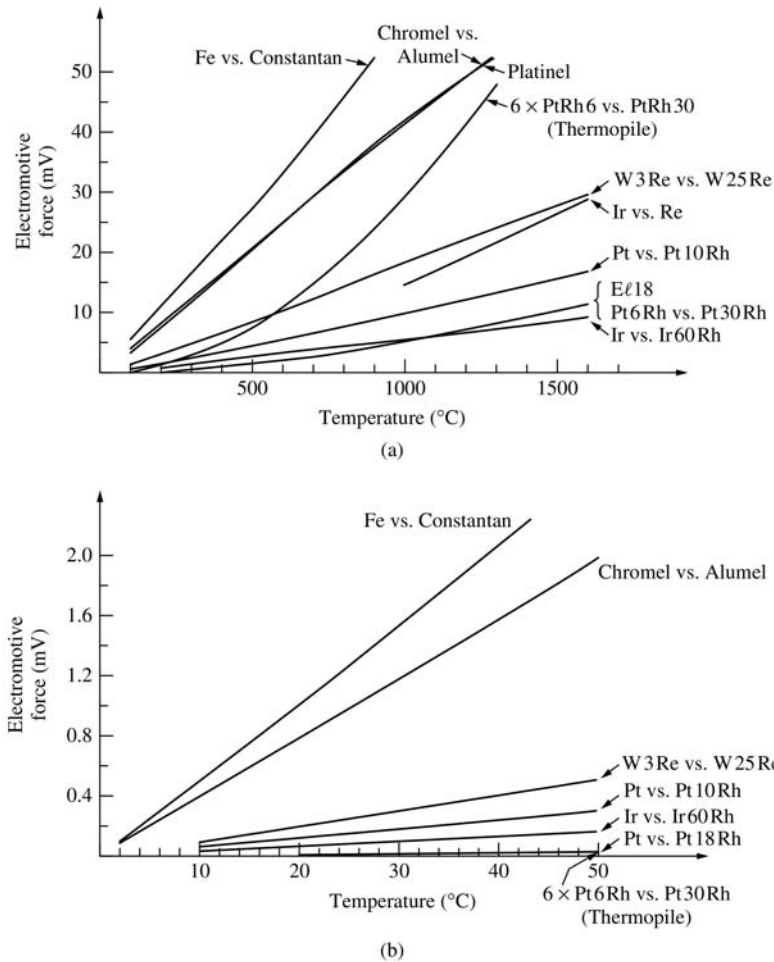 Chromel vs.
Alumel
Fe vs. Constantan
Platinel
6 × PtRh6 vs. PtRh30
(Thermopile)
W3Re vs. W25Re
Ir vs. Re
Pt vs. Pt10Rh
Eℓ18
Pt6Rh vs. Pt30Rh
Ir vs. Ir60Rh
Electromotive
force (mV)
50
40
30
20
10
500
1000
1500
Temperature (°C)
(a)
Fe vs. Constantan
Chromel vs. Alumel
Electromotive
force (mV)
2.0
1.6
1.2
0.8
0.4
W3Re vs. W25Re
Pt vs. Pt10Rh
Ir vs. Ir60Rh
Pt vs. Pt18Rh
10
20
30
40
50
6 × Pt6Rh vs. Pt30Rh
(Thermopile)
Temperature (°C)
(b)